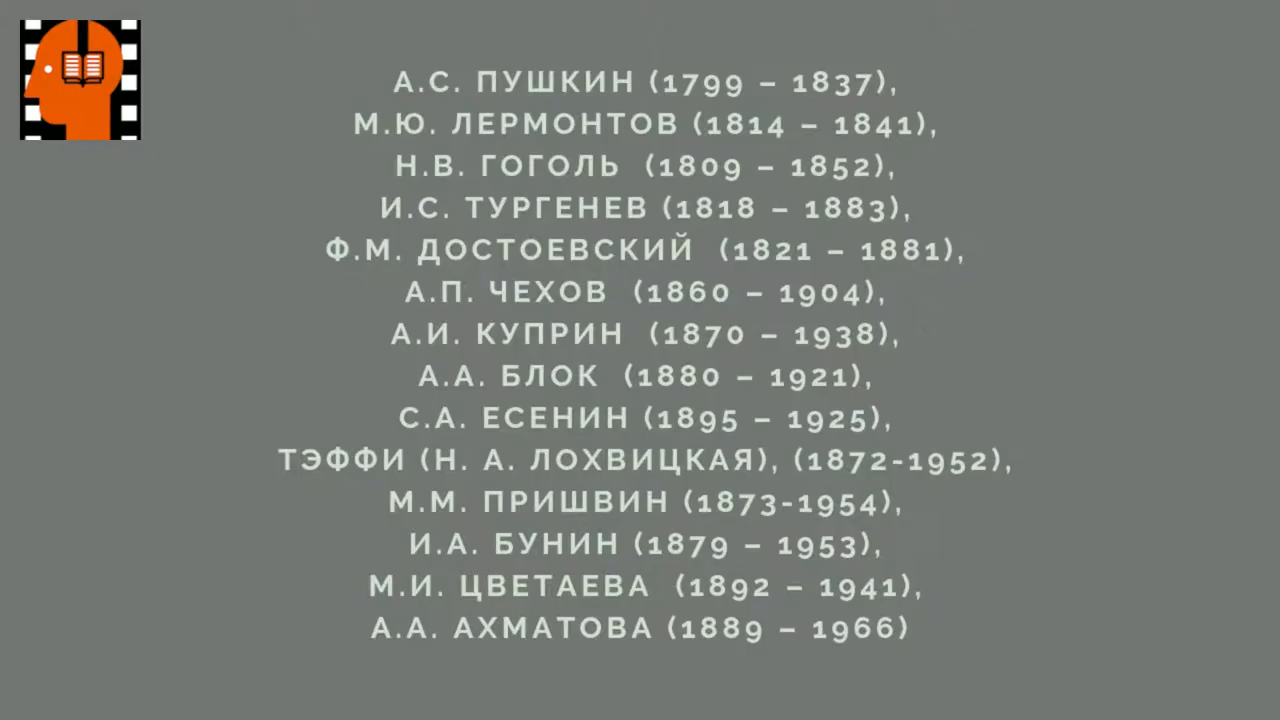 А.С. ПУШКИН (1799 – 1837),
М.Ю. ЛЕРМОНТОВ (1814 – 1841),
Н.В. ГОГОЛЬ (1809 – 1852),
И.С. ТУРГЕНЕВ (1818 – 1883),
Ф.М. ДОСТОЕВСКИЙ (1821 – 1881),
А.П. ЧЕХОВ (1860 – 1904),
А.И. КУПРИН (1870 – 1938),
А.А. БЛОК (1880 – 1921),
С.А. ЕСЕНИН (1895 – 1925),
ТЭФФИ (Н. А. ЛОХВИЦКАЯ), (1872-1952),
М.М. ПРИШВИН (1873-1954),
И.А. БУНИН (1879 – 1953),
М.И. ЦВЕТАЕВА (1892 – 1941),
А.А. АХМАТОВА (1889 – 1966)